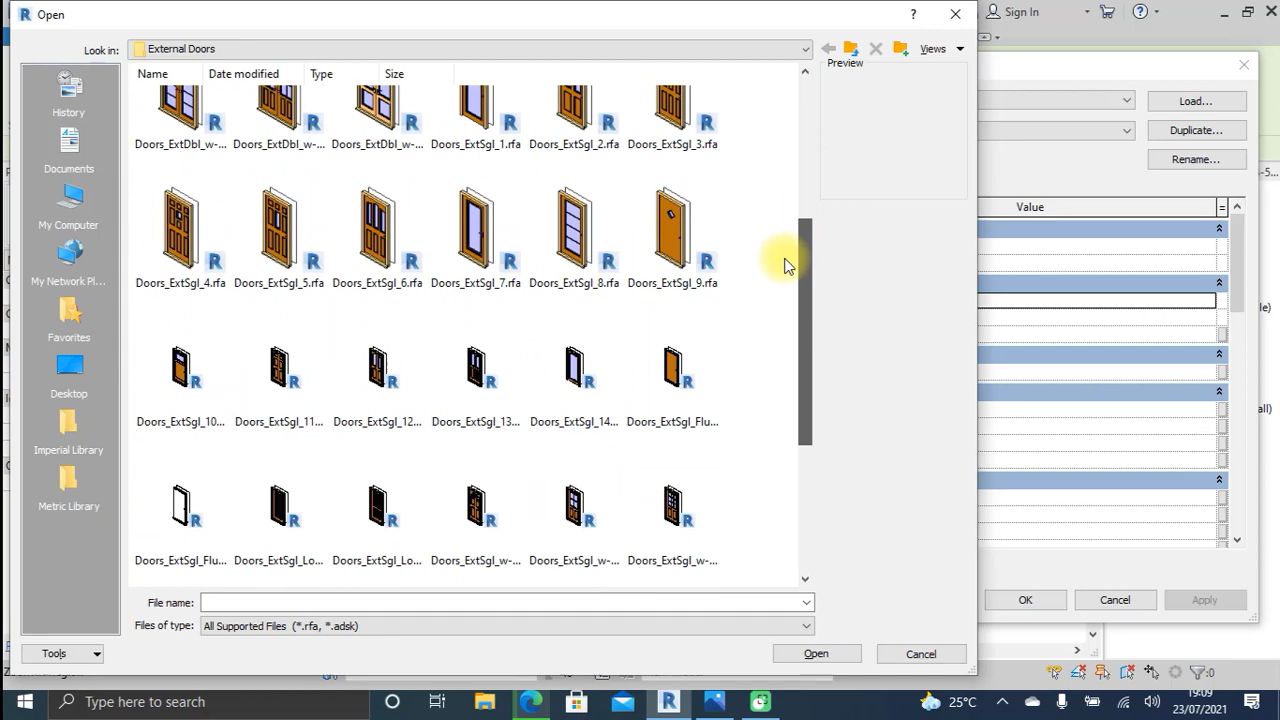 Open
?
Sign In
Look in:
External Doors
Views
Name
Date modified
Type
Size
Preview
History
Documents
My Computer
My Network Pl...
Favorites
Desktop
Imperial Library
Metric Library
Doors_ExtDbl_w-...
Doors_ExtDbl_w-...
Doors_ExtDbl_w-...
Doors_ExtSgl_1.rfa
Doors_ExtSgl_2.rfa
Doors_ExtSgl_3.rfa
Doors_ExtSgl_4.rfa
Doors_ExtSgl_5.rfa
Doors_ExtSgl_6.rfa
Doors_ExtSgl_7.rfa
Doors_ExtSgl_8.rfa
Doors_ExtSgl_9.rfa
Doors_ExtSgl_10...
Doors_ExtSgl_11...
Doors_ExtSgl_12...
Doors_ExtSgl_13...
Doors_ExtSgl_14...
Doors_ExtSgl_Flu...
Doors_ExtSgl_Flu...
Doors_ExtSgl_Lo...
Doors_ExtSgl_Lo...
Doors_ExtSgl_w-...
Doors_ExtSgl_w-...
Doors_ExtSgl_w-...
File name:
Files of type:
All Supported Files (*.rfa, *.adsk)
Tools
Open
Cancel
Load...
Duplicate...
Rename...
Value
=
OK
Cancel
Apply
:0
Type here to search
25°C
19:09
23/07/2021